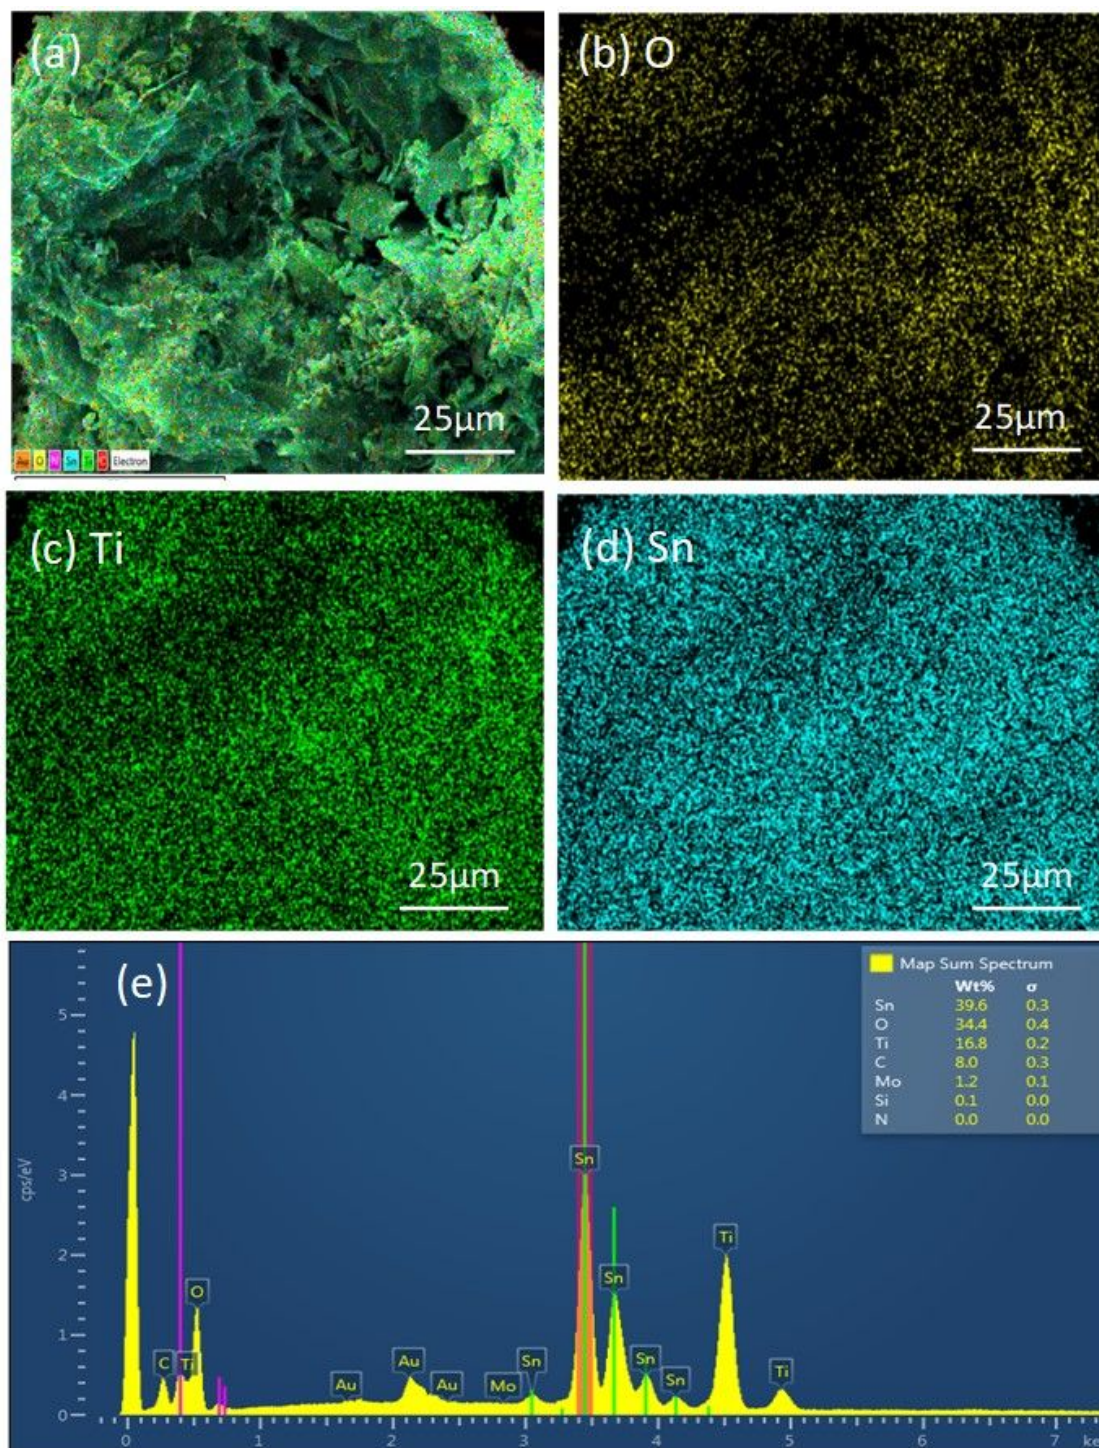 (a)
25μm
Au O N Sn Ti C Electron
(b) O
25μm
(c) Ti
25μm
(d) Sn
25μm
(e)
Map Sum Spectrum
Wt% σ
Sn 39.6 0.3
O 34.4 0.4
Ti 16.8 0.2
C 8.0 0.3
Mo 1.2 0.1
Si 0.1 0.0
N 0.0 0.0
cps/eV
5
4
3
2
1
0
C
Ti
O
Au
Au
Au
Mo
Sn
Sn
Sn
Sn
Sn
Ti
Ti
0 1 2 3 4 5 6 7